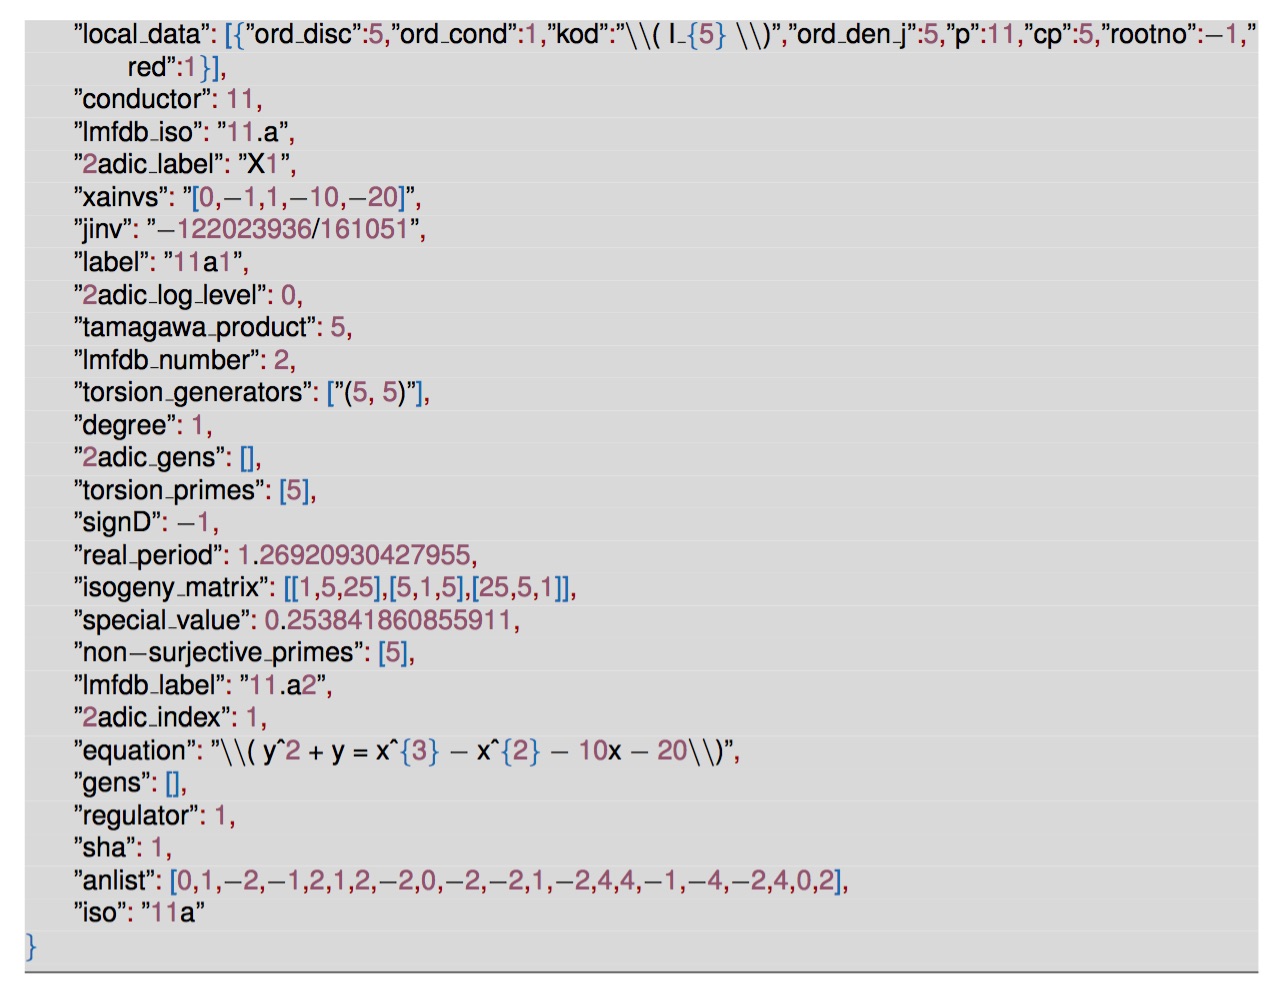 ”local_data”: [{”ord_disc”:5,”ord_cond”:1,”kod”:”\\( I_{5} \\)”,”ord_den_j”:5,”p”:11,”cp”:5,”rootno”:−1,”
red”:1}],
”conductor”: 11,
”lmfdb_iso”: ”11.a”,
”2adic_label”: ”X1”,
”xainvs”: ”[0,−1,1,−10,−20]”,
”jinv”: ”−122023936/161051”,
”label”: ”11a1”,
”2adic_log_level”: 0,
”tamagawa_product”: 5,
”lmfdb_number”: 2,
”torsion_generators”: [”(5, 5)”],
”degree”: 1,
”2adic_gens”: [],
”torsion_primes”: [5],
”signD”: −1,
”real_period”: 1.26920930427955,
”isogeny_matrix”: [[1,5,25],[5,1,5],[25,5,1]],
”special_value”: 0.253841860855911,
”non−surjective_primes”: [5],
”lmfdb_label”: ”11.a2”,
”2adic_index”: 1,
”equation”: ”\\( y^2 + y = x^{3} − x^{2} − 10x − 20\\)”,
”gens”: [],
”regulator”: 1,
”sha”: 1,
”anlist”: [0,1,−2,−1,2,1,2,−2,0,−2,−2,1,−2,4,4,−1,−4,−2,4,0,2],
”iso”: ”11a”
}